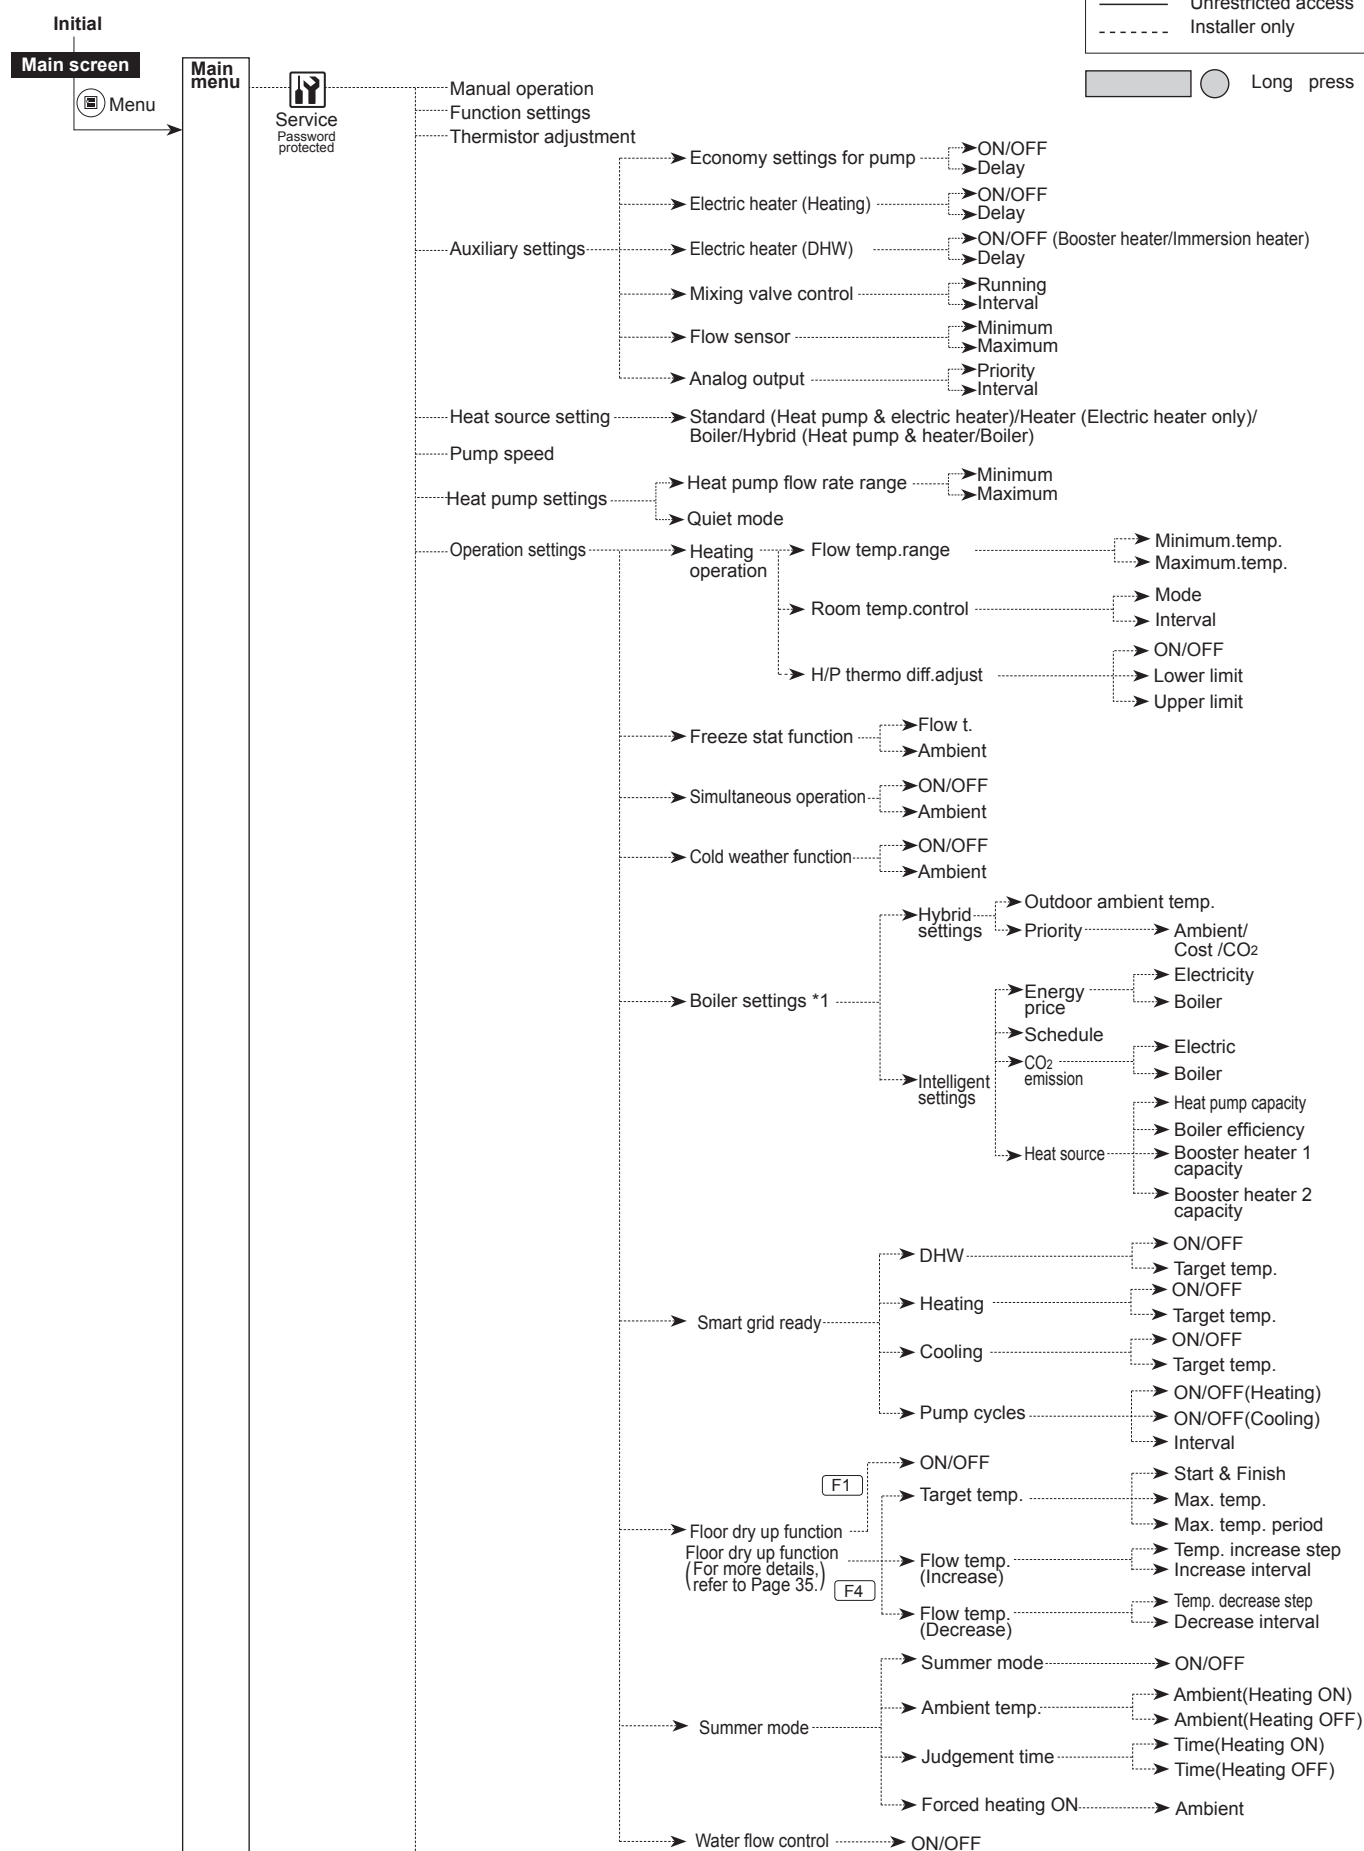 Unrestricted access
Installer only
Long press
Initial
Main screen
Menu
Main
menu
Service
Password
protected
Manual operation
Function settings
Thermistor adjustment
Auxiliary settings
Economy settings for pump
ON/OFF
Delay
Electric heater (Heating)
ON/OFF
Delay
Electric heater (DHW)
ON/OFF (Booster heater/Immersion heater)
Delay
Mixing valve control
Running
Interval
Flow sensor
Minimum
Maximum
Analog output
Priority
Interval
Heat source setting
Standard (Heat pump & electric heater)/Heater (Electric heater only)/
Boiler/Hybrid (Heat pump & heater/Boiler)
Pump speed
Heat pump settings
Heat pump flow rate range
Minimum
Maximum
Quiet mode
Operation settings
Heating
operation
Flow temp.range
Minimum.temp.
Maximum.temp.
Room temp.control
Mode
Interval
H/P thermo diff.adjust
ON/OFF
Lower limit
Upper limit
Freeze stat function
Flow t.
Ambient
Simultaneous operation
ON/OFF
Ambient
Cold weather function
ON/OFF
Ambient
Boiler settings *1
Hybrid
settings
Outdoor ambient temp.
Priority
Ambient/
Cost /CO2
Intelligent
settings
Energy
price
Electricity
Boiler
Schedule
CO2
emission
Electric
Boiler
Heat source
Heat pump capacity
Boiler efficiency
Booster heater 1
capacity
Booster heater 2
capacity
Smart grid ready
DHW
ON/OFF
Target temp.
Heating
ON/OFF
Target temp.
Cooling
ON/OFF
Target temp.
Pump cycles
ON/OFF(Heating)
ON/OFF(Cooling)
Interval
Floor dry up function
F1
ON/OFF
Floor dry up function
(For more details,
refer to Page 35.)
F4
Target temp.
Start & Finish
Max. temp.
Max. temp. period
Flow temp.
(Increase)
Temp. increase step
Increase interval
Flow temp.
(Decrease)
Temp. decrease step
Decrease interval
Summer mode
Summer mode
ON/OFF
Ambient temp.
Ambient(Heating ON)
Ambient(Heating OFF)
Judgement time
Time(Heating ON)
Time(Heating OFF)
Forced heating ON
Ambient
Water flow control
ON/OFF